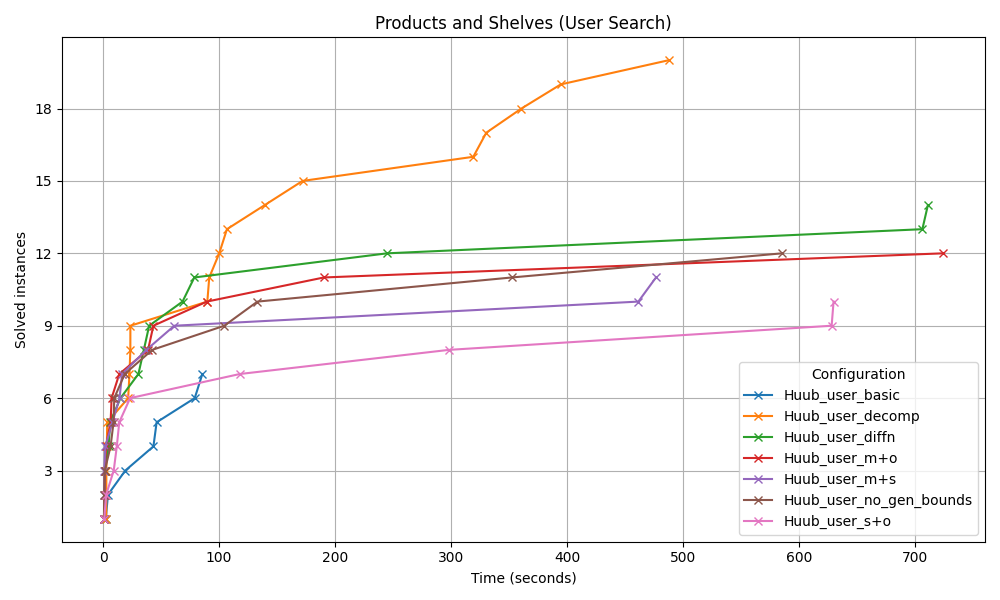 Products and Shelves (User Search)
Solved instances
18
15
12
9
6
3
0 100 200 300 400 500 600 700
Time (seconds)
Configuration
Huub_user_basic
Huub_user_decomp
Huub_user_diffn
Huub_user_m+o
Huub_user_m+s
Huub_user_no_gen_bounds
Huub_user_s+o